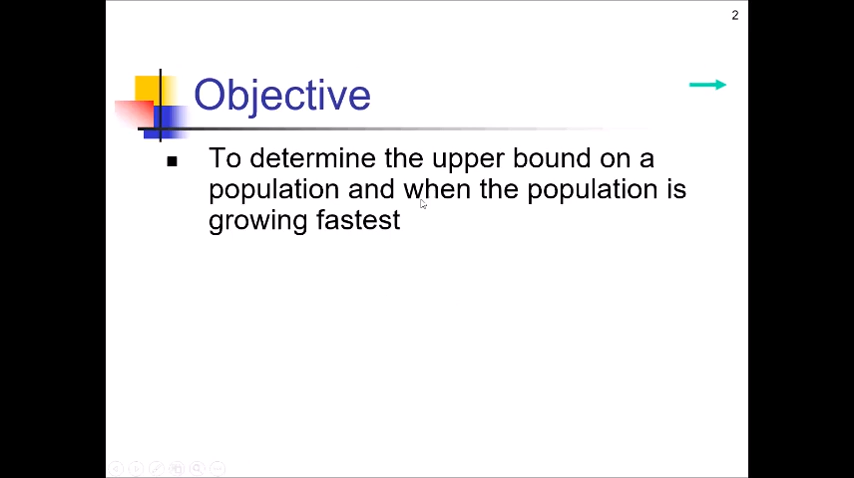 2
Objective
To determine the upper bound on a
population and when the population is
growing fastest